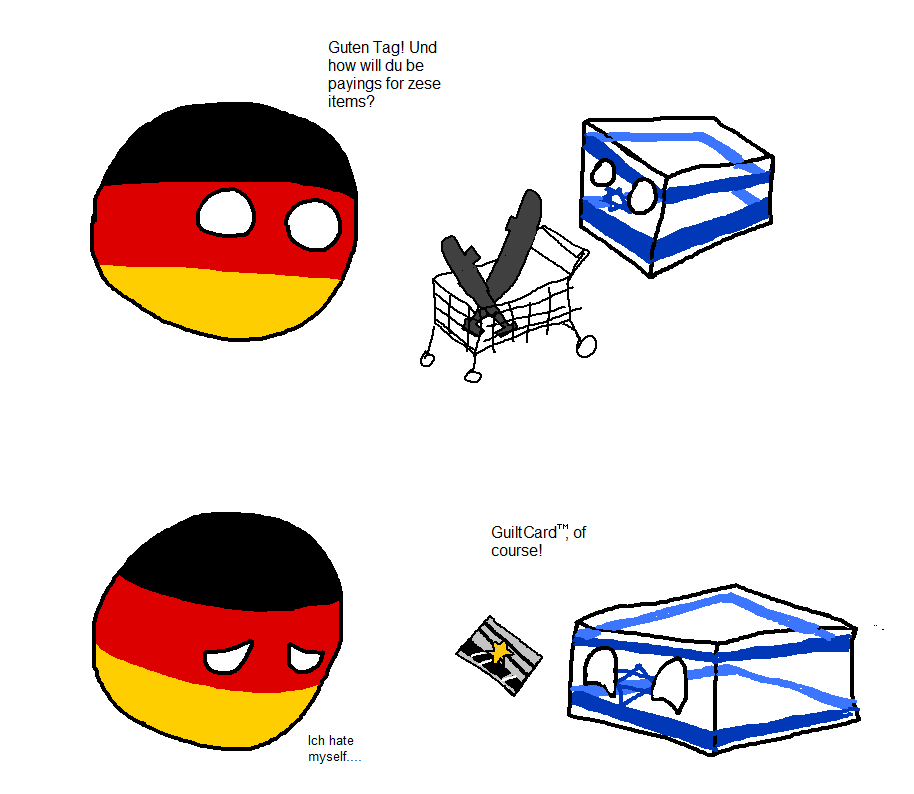 Guten Tag! Und
how will du be
payings for zese
items?
GuiltCard™, of
course!
Ich hate
myself....